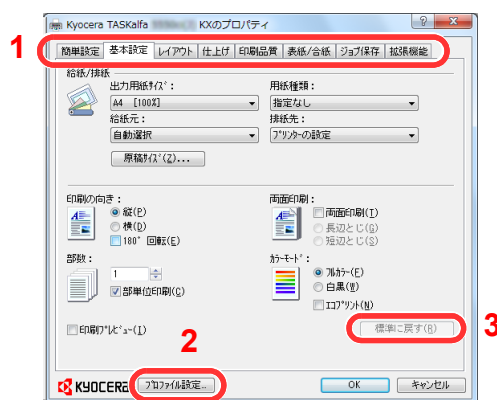 Kyocera TASKalfa KXのプロパティ
1
簡単設定 基本設定 レイアウト 仕上げ 印刷品質 表紙/合紙 ジョブ保存 拡張機能
給紙/排紙
出力用紙サイズ: 用紙種類:
A4 [100%] 指定なし
給紙元: 排紙先:
自動選択 プリンターの設定
原稿サイズ(Z)...
印刷の向き: 両面印刷:
縦(P) 両面印刷(T)
横(O) 長辺とじ(G)
180° 回転(E) 短辺とじ(S)
部数: カラーモード:
1 フルカラー(F)
部単位印刷(C) 白黒(W)
エコプリント(N)
印刷プレビュー(I) 標準に戻す(R) 3
2
KYOCERA プロファイル設定... OK キャンセル